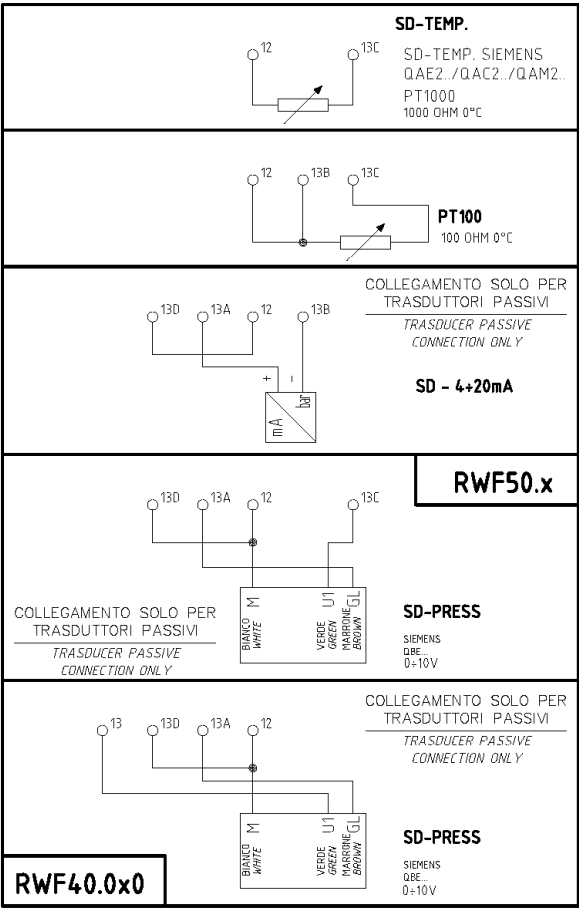 SD-TEMP.
12
13C
SD-TEMP. SIEMENS
QAE2../QAC2../QAM2..
PT1000
1000 OHM 0°C
12
13B
13C
PT100
100 OHM 0°C
COLLEGAMENTO SOLO PER
TRASDUTTORI PASSIVI
TRASDUCER PASSIVE
CONNECTION ONLY
13D
13A
12
13B
+
-
mA
bar
SD - 4÷20mA
RWF50.x
13D
13A
12
13C
M
U1
GL
BIANCO
WHITE
VERDE
GREEN
MARRONE
BROWN
COLLEGAMENTO SOLO PER
TRASDUTTORI PASSIVI
TRASDUCER PASSIVE
CONNECTION ONLY
SD-PRESS
SIEMENS
QBE...
0÷10V
COLLEGAMENTO SOLO PER
TRASDUTTORI PASSIVI
TRASDUCER PASSIVE
CONNECTION ONLY
13
13D
13A
12
M
U1
GL
BIANCO
WHITE
VERDE
GREEN
MARRONE
BROWN
SD-PRESS
SIEMENS
QBE...
0÷10V
RWF40.0x0